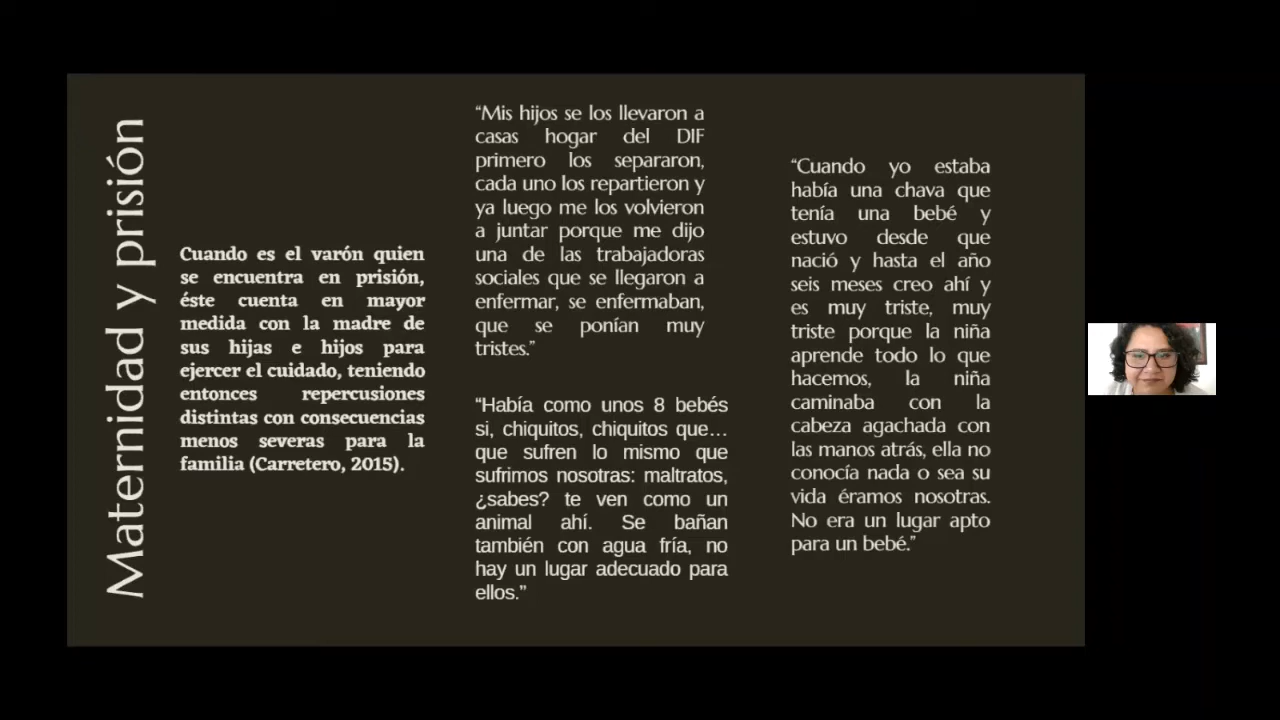 Maternidad y prisión
Cuando es el varón quien
se encuentra en prisión,
éste cuenta en mayor
medida con la madre de
sus hijas e hijos para
ejercer el cuidado, teniendo
entonces repercusiones
distintas con consecuencias
menos severas para la
familia (Carretero, 2015).
“Mis hijos se los llevaron a
casas hogar del DIF
primero los separaron,
cada uno los repartieron y
ya luego me los volvieron
a juntar porque me dijo
una de las trabajadoras
sociales que se llegaron a
enfermar, se enfermaban,
que se ponían muy
tristes.”
“Había como unos 8 bebés
si, chiquitos, chiquitos que…
que sufren lo mismo que
sufrimos nosotras: maltratos,
¿sabes? te ven como un
animal ahí. Se bañan
también con agua fría, no
hay un lugar adecuado para
ellos.”
“Cuando yo estaba
había una chava que
tenía una bebé y
estuvo desde que
nació y hasta el año
seis meses creo ahí y
es muy triste, muy
triste porque la niña
aprende todo lo que
hacemos, la niña
caminaba con la
cabeza agachada con
las manos atrás, ella no
conocía nada o sea su
vida éramos nosotras.
No era un lugar apto
para un bebé.”